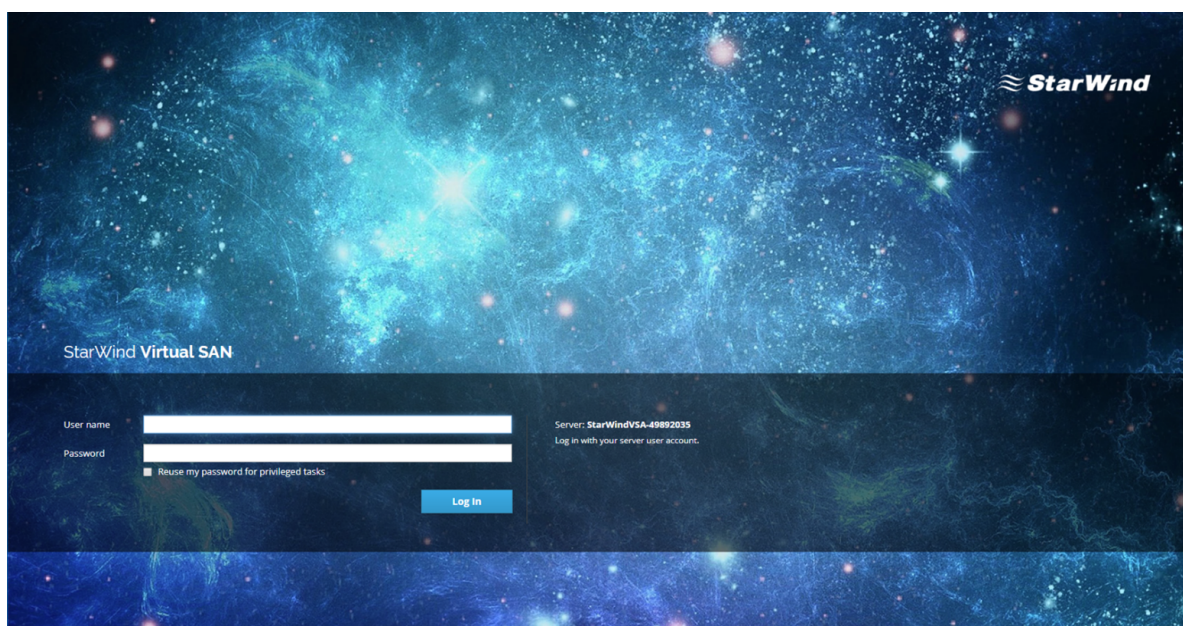 StarWind
StarWind Virtual SAN
User name
Server: StarWindVSA-49892035
Log in with your server user account.
Password
Reuse my password for privileged tasks
Log In